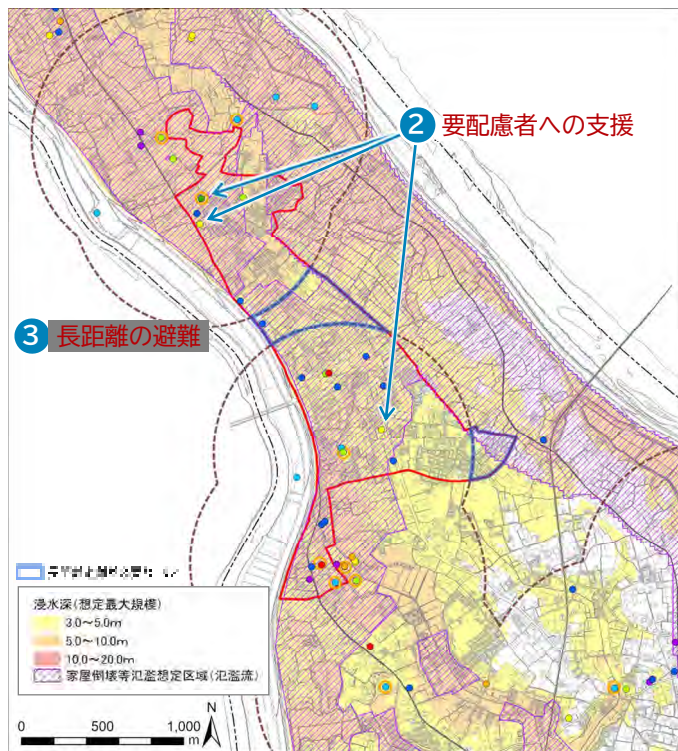 2 要配慮者への支援
3 長距離の避難
浸水深(想定最大規模)
3.0～5.0m
5.0～10.0m
10.0～20.0m
家屋倒壊等氾濫想定区域(氾濫流)
0 500 1,000 m
N